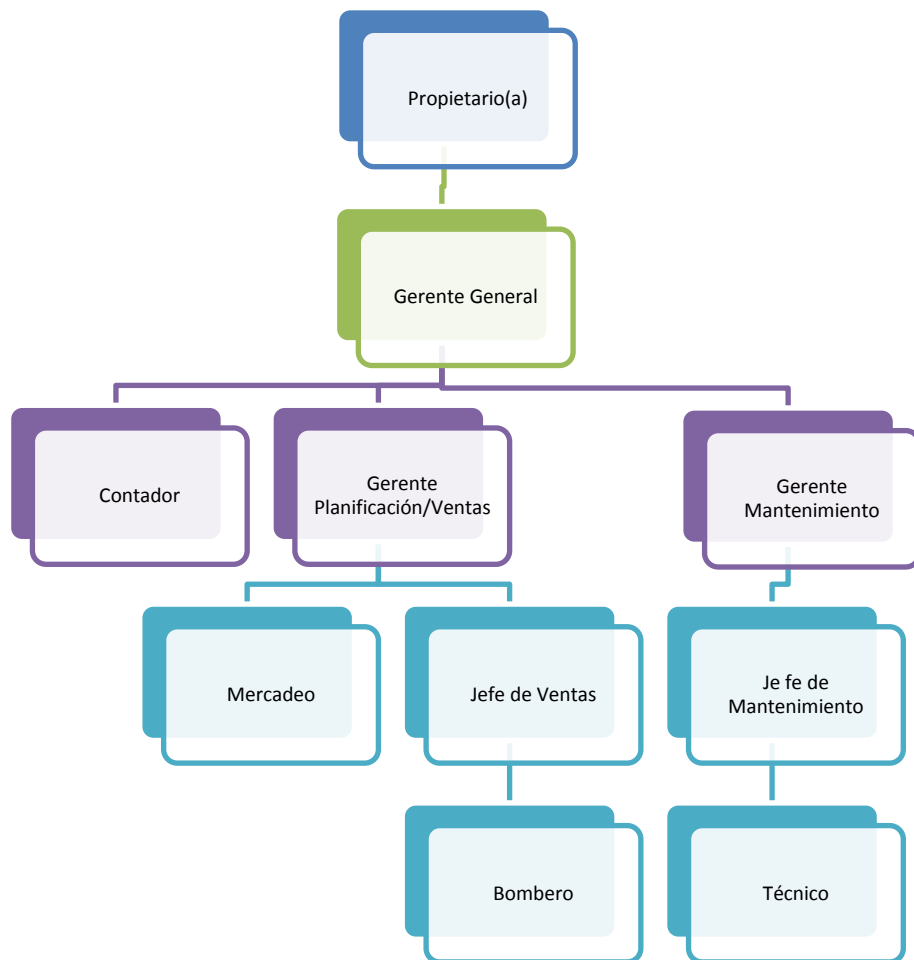 Propietario(a)
Gerente General
Contador
Gerente
Planificación/Ventas
Gerente
Mantenimiento
Mercadeo
Jefe de Ventas
Je fe de
Mantenimiento
Bombero
Técnico